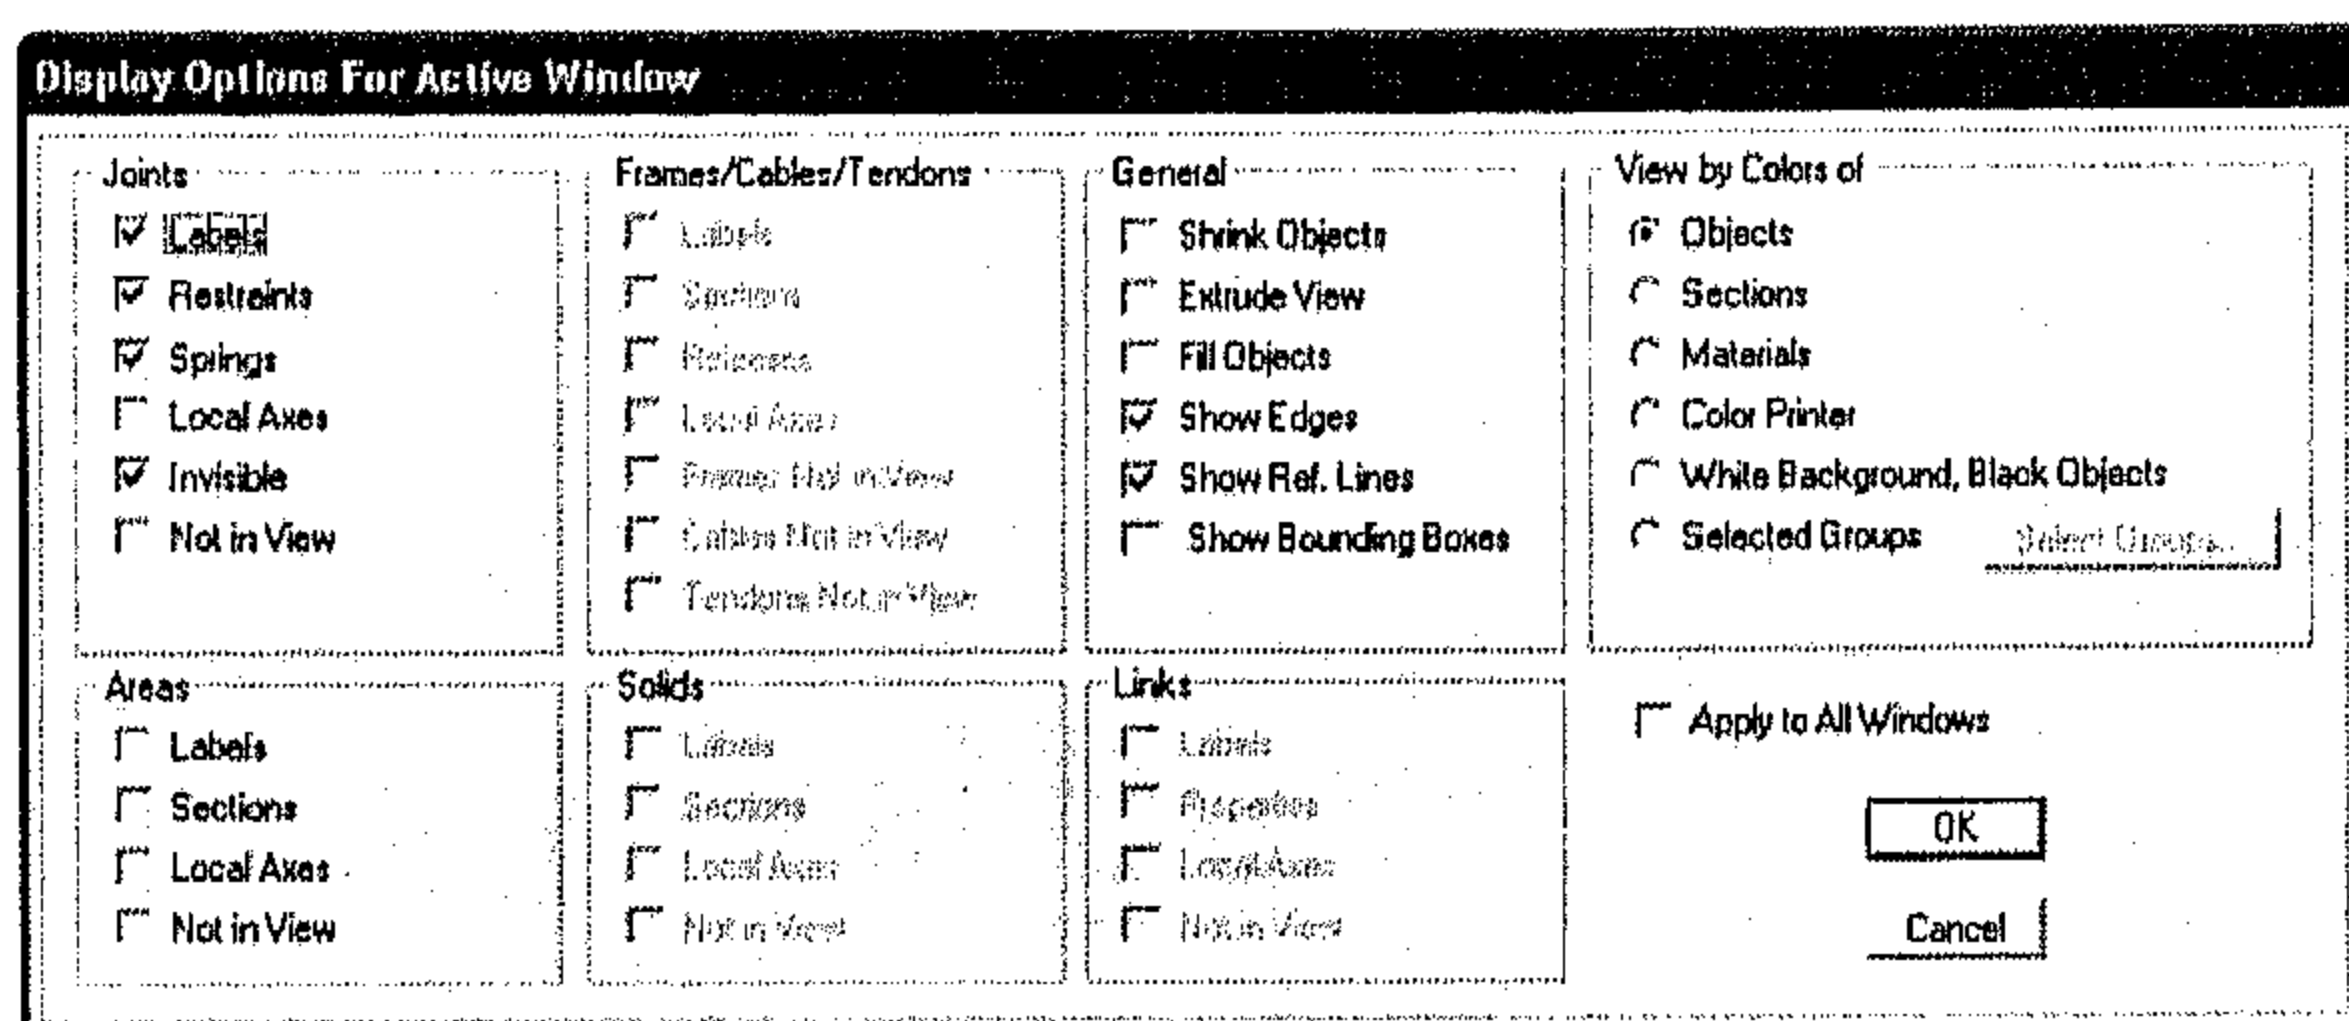 Display Options For Active Window
Joints
Labels
Restraints
Springs
Local Axes
Invisible
Not in View
Frames/Cables/Tendons
Labels
Sections
Releases
Local Axes
Frames Not in View
Cables Not in View
Tendons Not in View
General
Shrink Objects
Extrude View
Fill Objects
Show Edges
Show Ref. Lines
Show Bounding Boxes
View by Colors of
Objects
Sections
Materials
Color Printer
White Background, Black Objects
Selected Groups
Select Groups...
Areas
Labels
Sections
Local Axes
Not in View
Solids
Labels
Sections
Local Axes
Not in View
Links
Labels
Properties
Local Axes
Not in View
Apply to All Windows
OK
Cancel